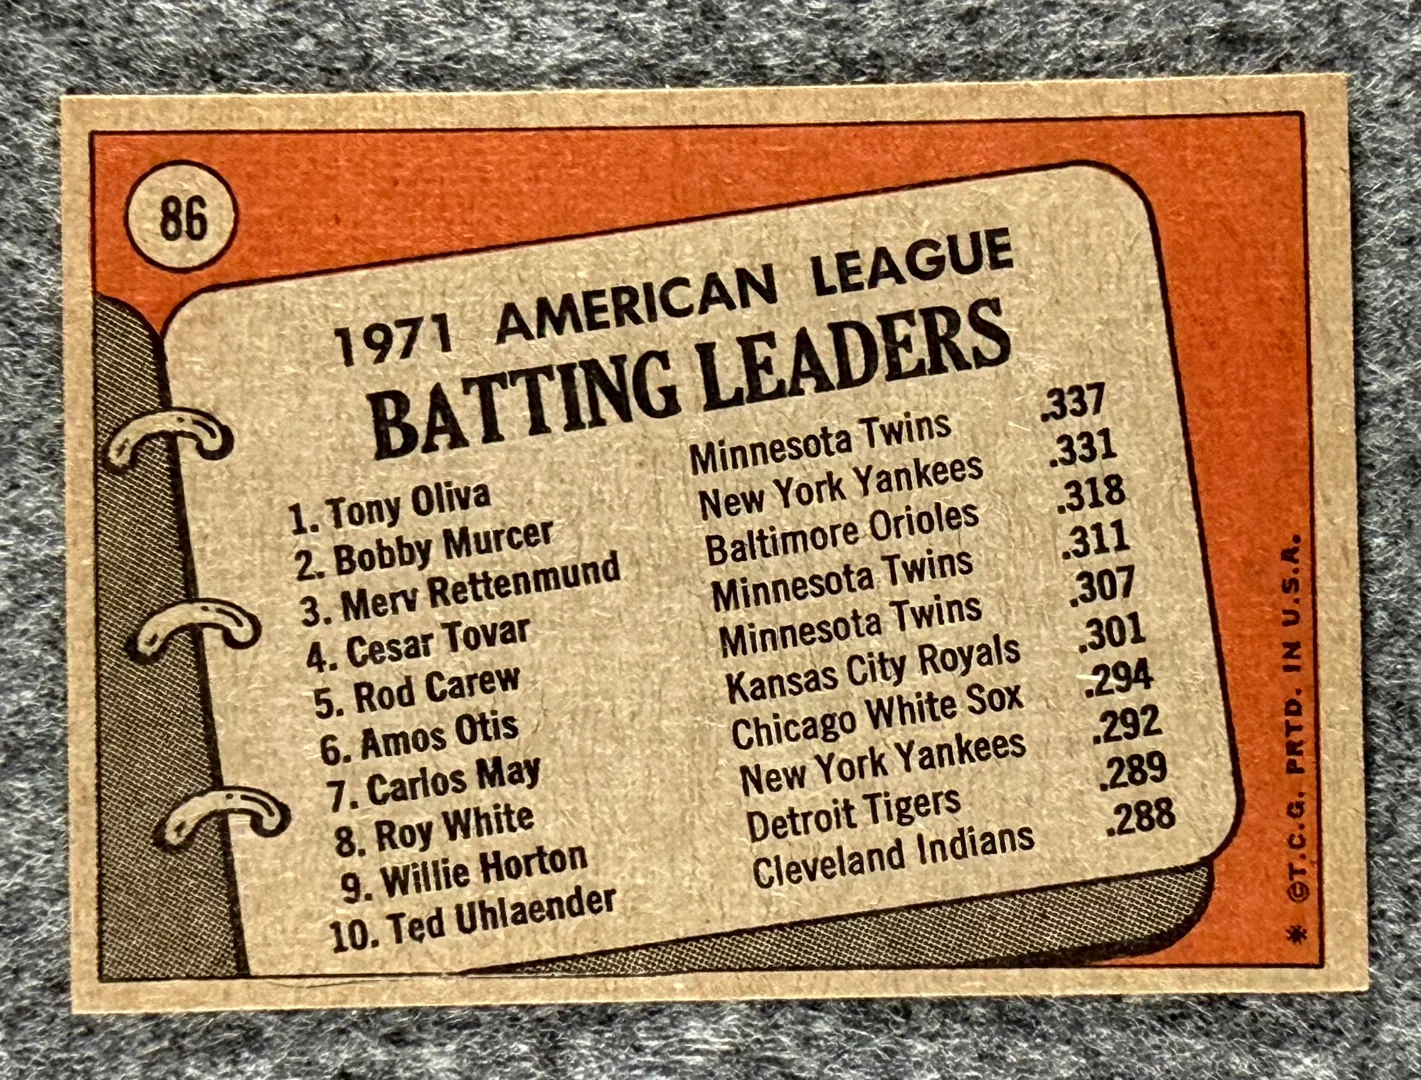 86
1971 AMERICAN LEAGUE
BATTING LEADERS
1. Tony Oliva Minnesota Twins .337
2. Bobby Murcer New York Yankees .331
3. Merv Rettenmund Baltimore Orioles .318
4. Cesar Tovar Minnesota Twins .311
5. Rod Carew Minnesota Twins .307
6. Amos Otis Kansas City Royals .301
7. Carlos May Chicago White Sox .294
8. Roy White New York Yankees .292
9. Willie Horton Detroit Tigers .289
10. Ted Uhlaender Cleveland Indians .288
* ©T.C.G. PRTD. IN U.S.A.